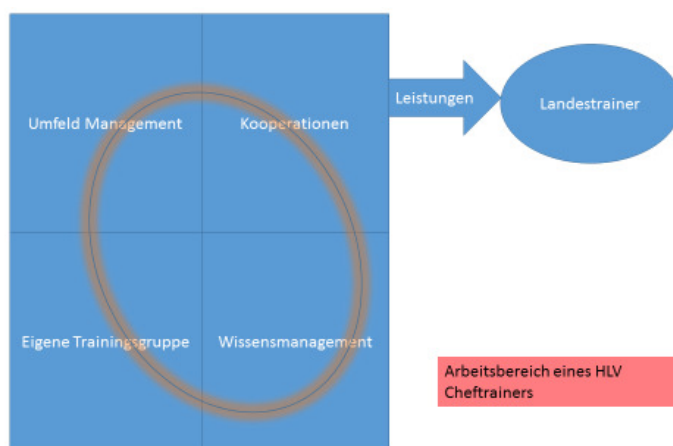 Umfeld Management
Kooperationen
Leistungen
Landestrainer
Eigene Trainingsgruppe
Wissensmanagement
Arbeitsbereich eines HLV
Cheftrainers